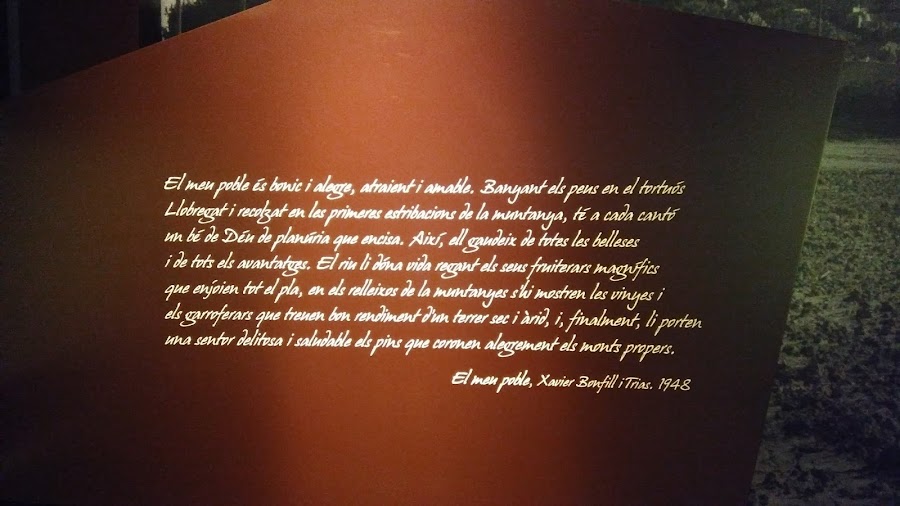 El meu poble és bonic i alegre, atraient i amable. Banyant els peus en el tortuós
Llobregat i recolzat en les primeres estribacions de la muntanya, té a cada cantó
un bé de Déu de planúria que encisa. Així, ell gaudeix de totes les belleses
i de tots els avantatges. El riu li dóna vida regant els seus fruiterars magnífics
que enjoien tot el pla, en els relleixos de la muntanyes s'hi mostren les vinyes i
els garroferars que treuen bon rendiment d'un terrer sec i àrid, i, finalment, li porten
una sentor delitosa i saludable els pins que coronen alegrement els monts propers.
El meu poble, Xavier Bonfill i Trias. 1948